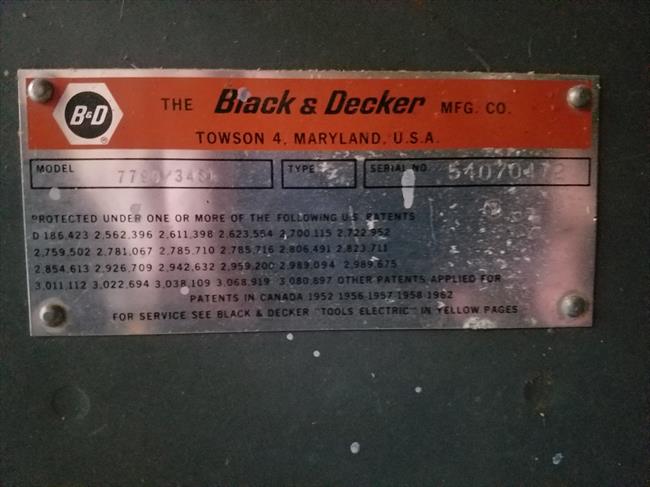 B&D THE Black & Decker MFG. CO.
TOWSON 4, MARYLAND, U.S.A.
MODEL TYPE SERIAL NO 54070472
PROTECTED UNDER ONE OR MORE OF THE FOLLOWING U.S. PATENTS
D 186,423 2,562,396 2,611,398 2,623,554 2,700,115 2,722,952
2,759,502 2,781,067 2,785,710 2,785,716 2,806,491 2,823,711
2,854,613 2,926,709 2,942,632 2,959,200 2,989,094 2,989,675
3,011,112 3,022,694 3,038,109 3,068,919 3,080,897 OTHER PATENTS APPLIED FOR
PATENTS IN CANADA 1952 1956 1957 1958 1962
FOR SERVICE SEE BLACK & DECKER "TOOLS ELECTRIC" IN YELLOW PAGES